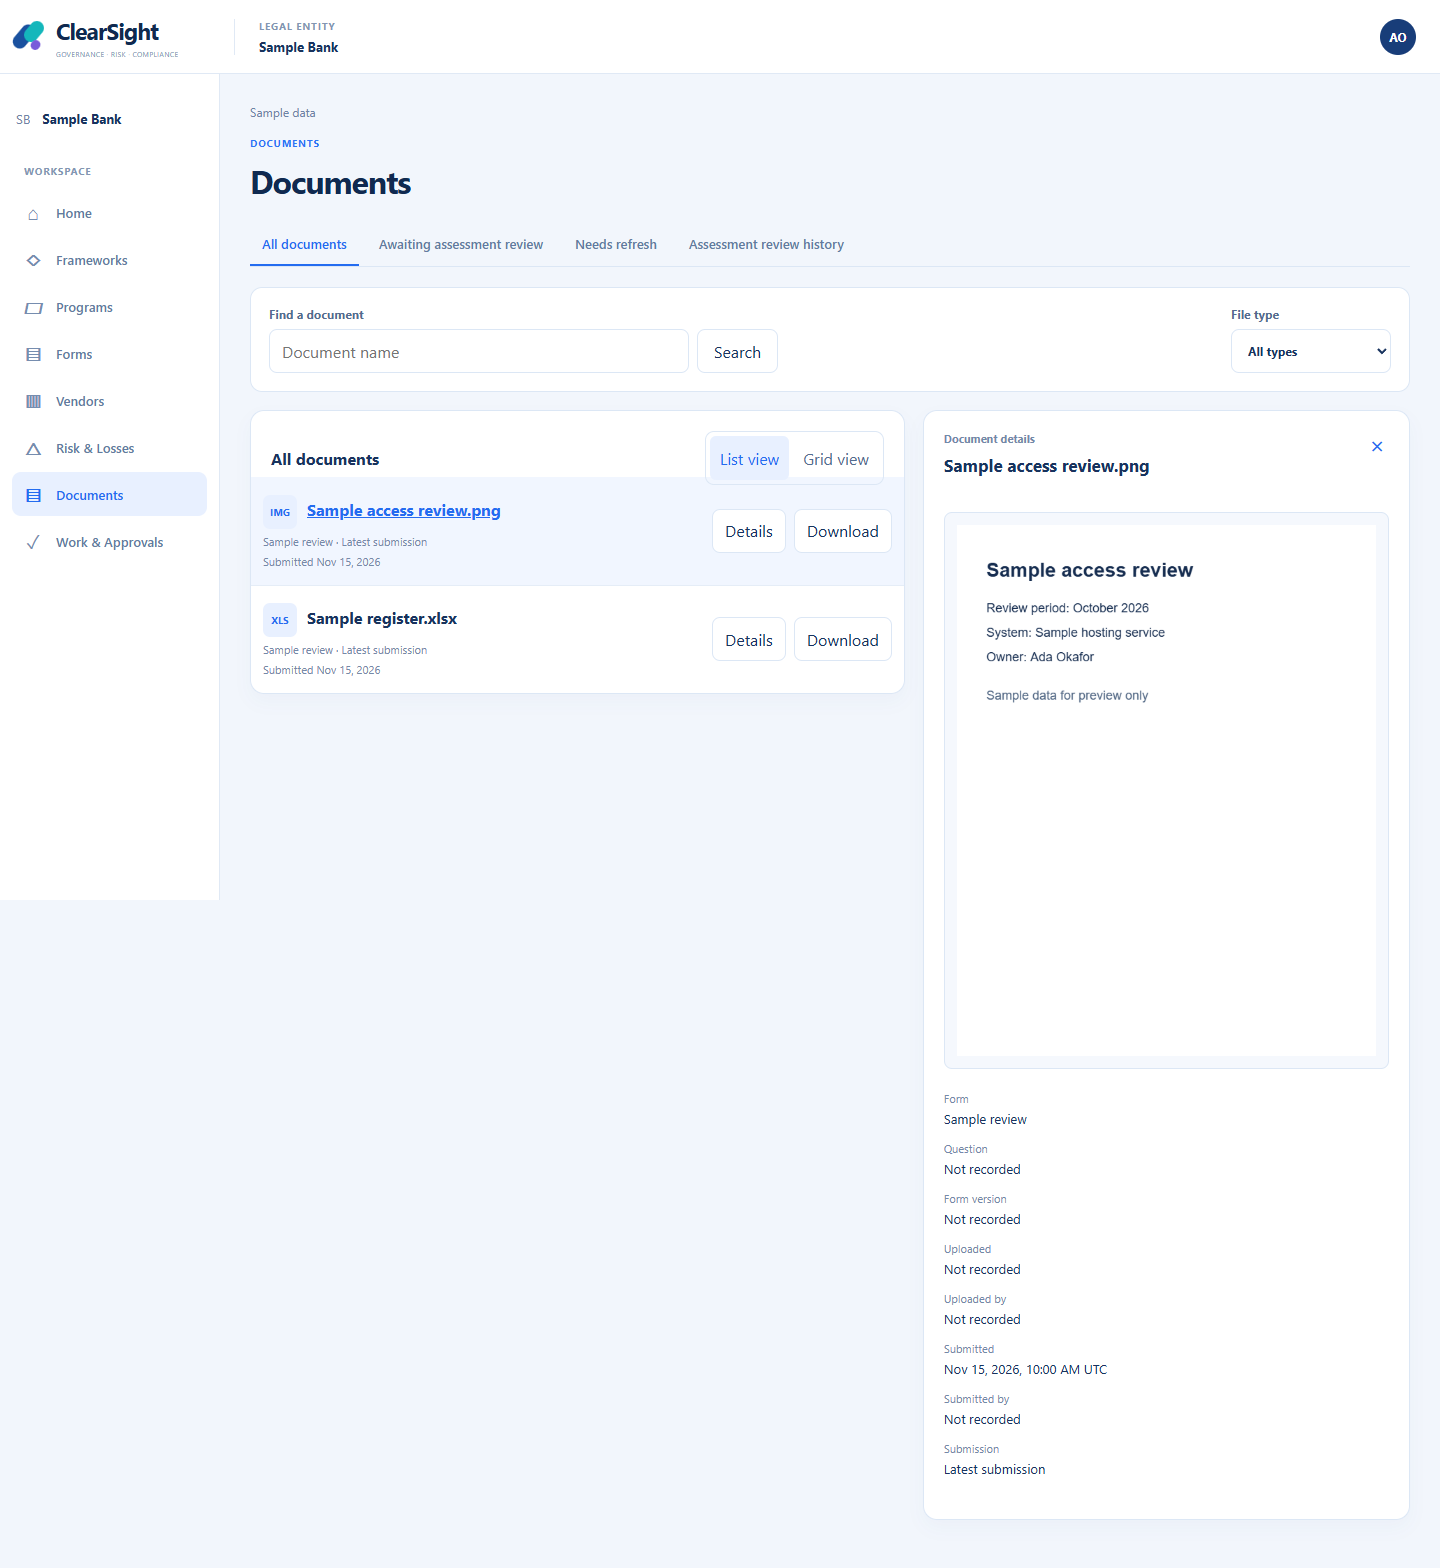 ClearSight
GOVERNANCE · RISK · COMPLIANCE
LEGAL ENTITY
Sample Bank
AO
SB Sample Bank
WORKSPACE
Home
Frameworks
Programs
Forms
Vendors
Risk & Losses
Documents
Work & Approvals
Sample data
DOCUMENTS
Documents
All documents
Awaiting assessment review
Needs refresh
Assessment review history
Find a document
Document name
Search
File type
All types
All documents
List view
Grid view
IMG
Sample access review.png
Sample review · Latest submission
Submitted Nov 15, 2026
Details
Download
XLS
Sample register.xlsx
Sample review · Latest submission
Submitted Nov 15, 2026
Details
Download
Document details
Sample access review.png
Sample access review
Review period: October 2026
System: Sample hosting service
Owner: Ada Okafor
Sample data for preview only
Form
Sample review
Question
Not recorded
Form version
Not recorded
Uploaded
Not recorded
Uploaded by
Not recorded
Submitted
Nov 15, 2026, 10:00 AM UTC
Submitted by
Not recorded
Submission
Latest submission